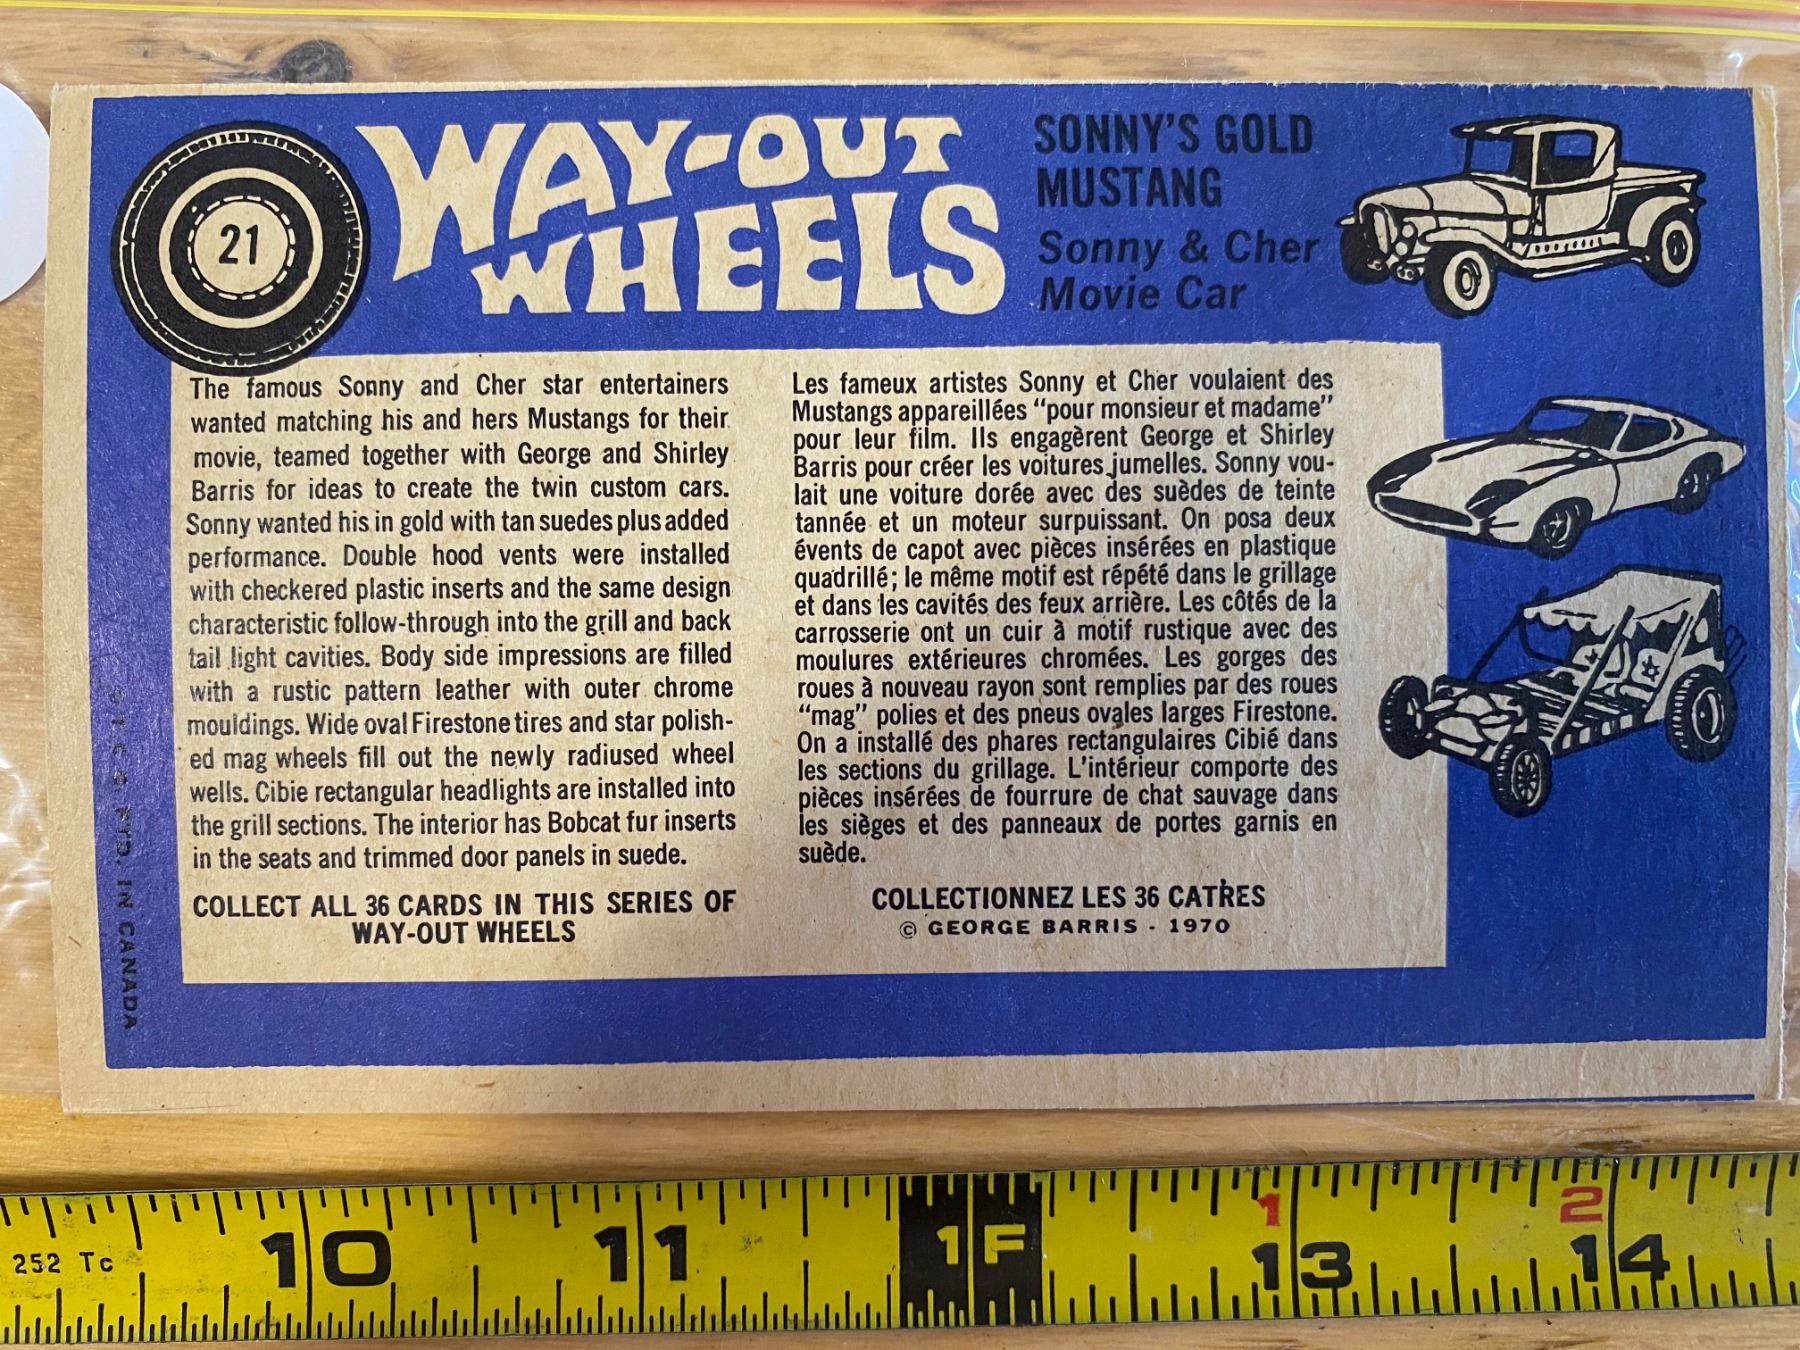 21
WAY-OUT
WHEELS
SONNY'S GOLD
MUSTANG
Sonny & Cher
Movie Car
The famous Sonny and Cher star entertainers
wanted matching his and hers Mustangs for their
movie, teamed together with George and Shirley
Barris for ideas to create the twin custom cars.
Sonny wanted his in gold with tan suedes plus added
performance. Double hood vents were installed
with checkered plastic inserts and the same design
characteristic follow-through into the grill and back
tail light cavities. Body side impressions are filled
with a rustic pattern leather with outer chrome
mouldings. Wide oval Firestone tires and star polish-
ed mag wheels fill out the newly radiused wheel
wells. Cibie rectangular headlights are installed into
the grill sections. The interior has Bobcat fur inserts
in the seats and trimmed door panels in suede.
COLLECT ALL 36 CARDS IN THIS SERIES OF
WAY-OUT WHEELS
Les fameux artistes Sonny et Cher voulaient des
Mustangs appareillées "pour monsieur et madame"
pour leur film. Ils engagèrent George et Shirley
Barris pour créer les voitures jumelles. Sonny vou-
lait une voiture dorée avec des suèdes de teinte
tannée et un moteur surpuissant. On posa deux
évents de capot avec pièces insérées en plastique
quadrillé; le même motif est répété dans le grillage
et dans les cavités des feux arrière. Les côtés de la
carrosserie ont un cuir à motif rustique avec des
moulures extérieures chromées. Les gorges des
roues à nouveau rayon sont remplies par des roues
"mag" polies et des pneus ovales larges Firestone.
On a installé des phares rectangulaires Cibié dans
les sections du grillage. L'intérieur comporte des
pièces insérées de fourrure de chat sauvage dans
les sièges et des panneaux de portes garnis en
suède.
COLLECTIONNEZ LES 36 CATRES
© GEORGE BARRIS - 1970
PTD. IN CANADA
252 Tc
10 11 1F 1 13 2 14